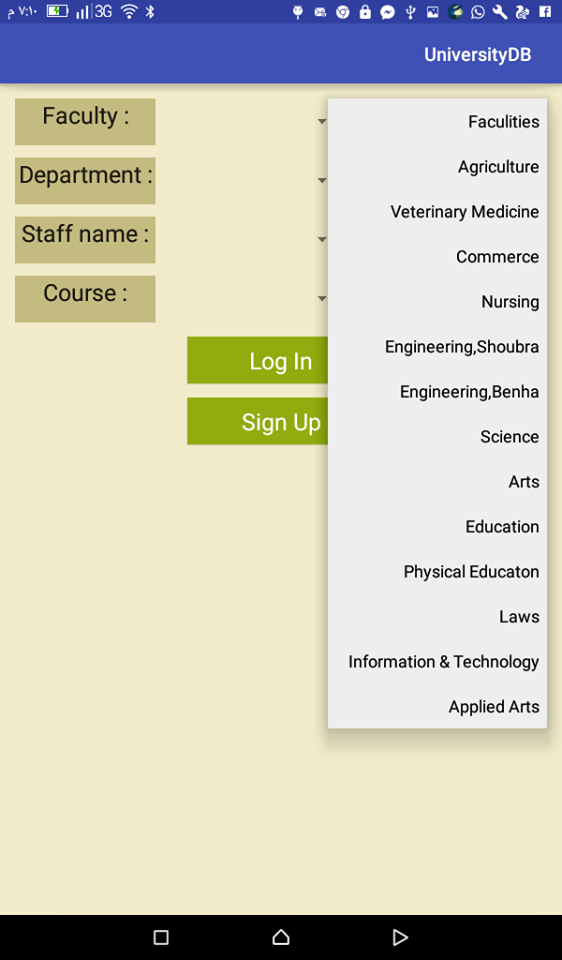 م ٧:١٠
3G
UniversityDB
Faculty :
Department :
Staff name :
Course :
Log In
Sign Up
Faculities
Agriculture
Veterinary Medicine
Commerce
Nursing
Engineering,Shoubra
Engineering,Benha
Science
Arts
Education
Physical Educaton
Laws
Information & Technology
Applied Arts